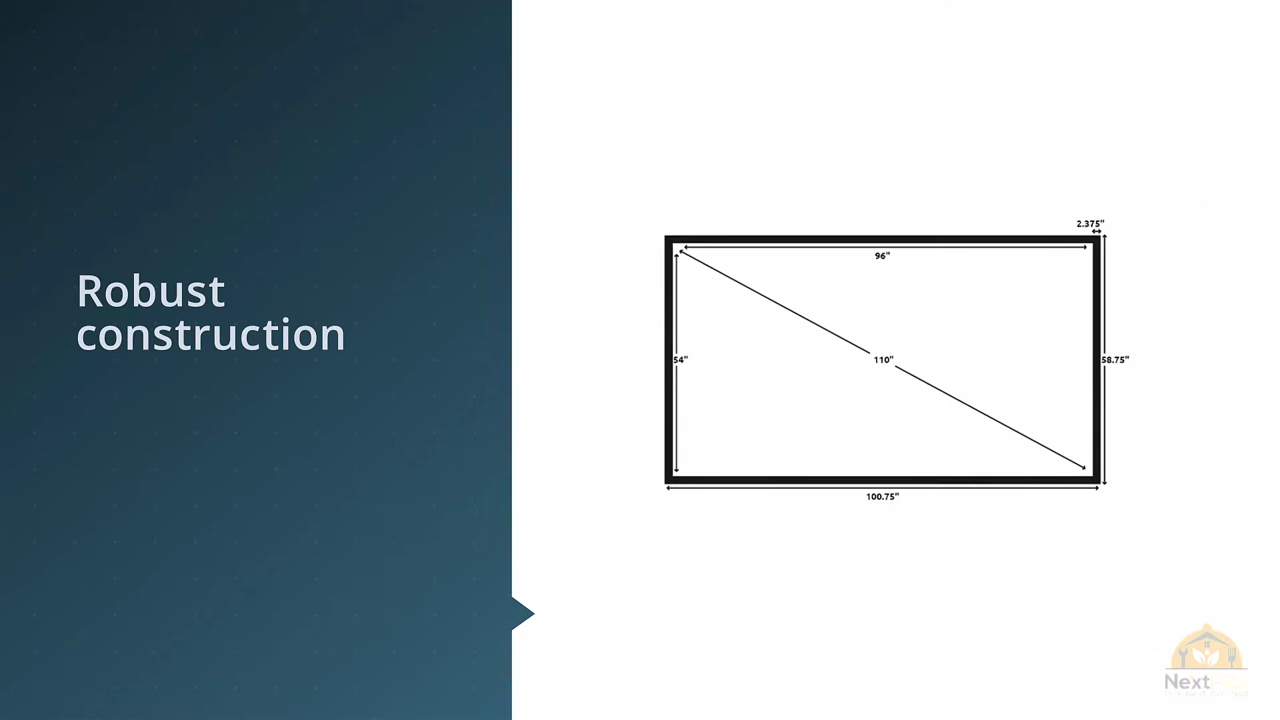 Robust
construction
2.375"
96"
54"
110"
58.75"
100.75"
Next